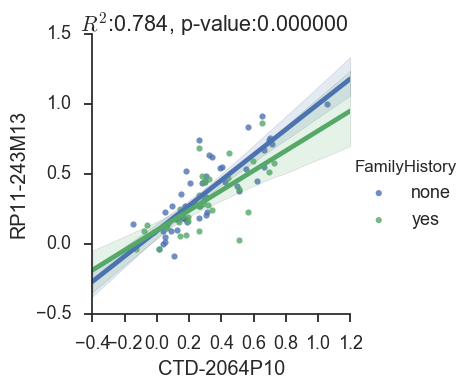 R²:0.784, p-value:0.000000
1.5
1.0
0.5
0.0
−0.5
RP11-243M13
−0.4 −0.2 0.0 0.2 0.4 0.6 0.8 1.0 1.2
CTD-2064P10
FamilyHistory
none
yes